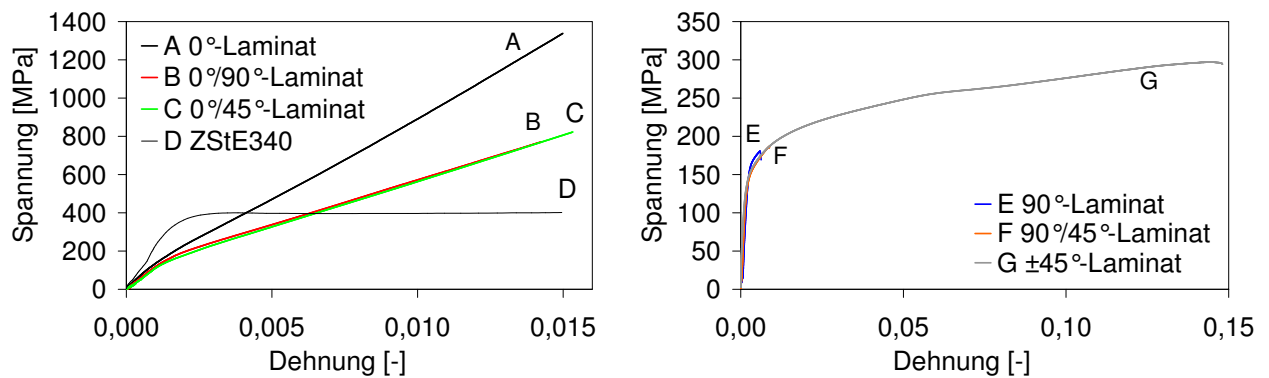 Spannung [MPa]
1400
1200
1000
800
600
400
200
0
A 0°-Laminat
B 0°/90°-Laminat
C 0°/45°-Laminat
D ZStE340
A
B
C
D
0,000
0,005
0,010
0,015
Dehnung [-]
Spannung [MPa]
350
300
250
200
150
100
50
0
E
F
G
E 90°-Laminat
F 90°/45°-Laminat
G ±45°-Laminat
0,00
0,05
0,10
0,15
Dehnung [-]